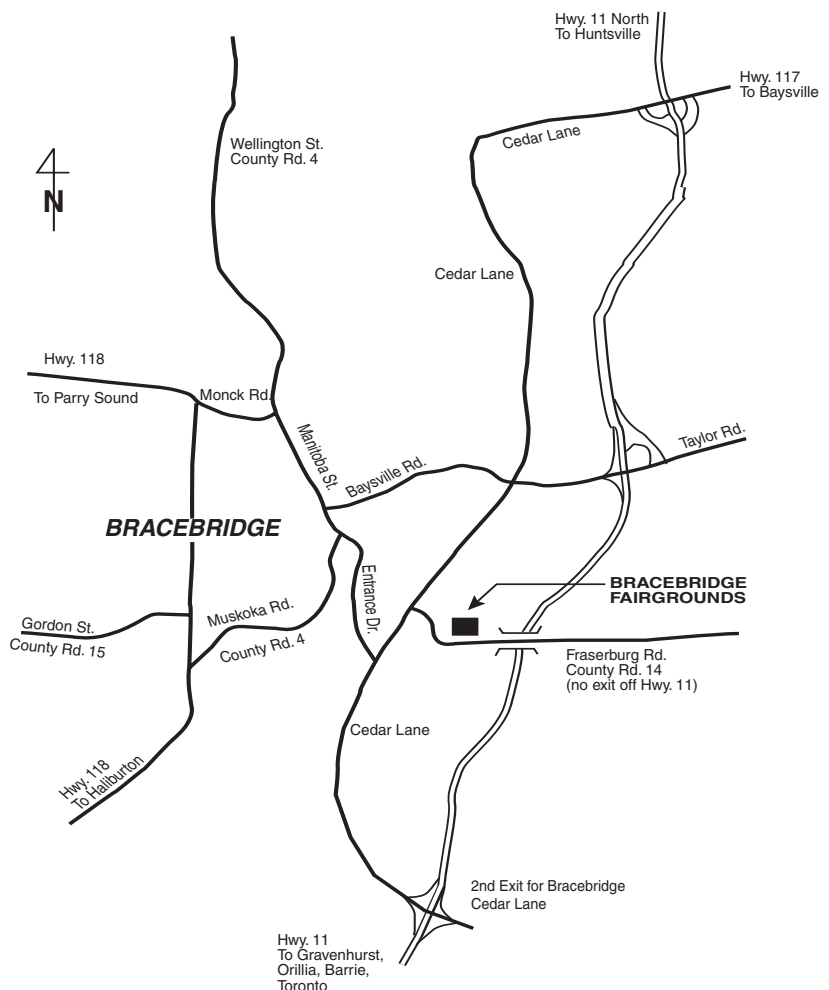 Hwy. 11 North
To Huntsville
Hwy. 117
To Baysville
Cedar Lane
Wellington St.
County Rd. 4
N
Cedar Lane
Hwy. 118
To Parry Sound
Monck Rd.
Manitoba St.
Baysville Rd.
Taylor Rd.
BRACEBRIDGE
Entrance Dr.
BRACEBRIDGE
FAIRGROUNDS
Muskoka Rd.
County Rd. 4
Gordon St.
County Rd. 15
Fraserburg Rd.
County Rd. 14
(no exit off Hwy. 11)
Cedar Lane
Hwy. 118
To Haliburton
2nd Exit for Bracebridge
Cedar Lane
Hwy. 11
To Gravenhurst,
Orillia, Barrie,
Toronto